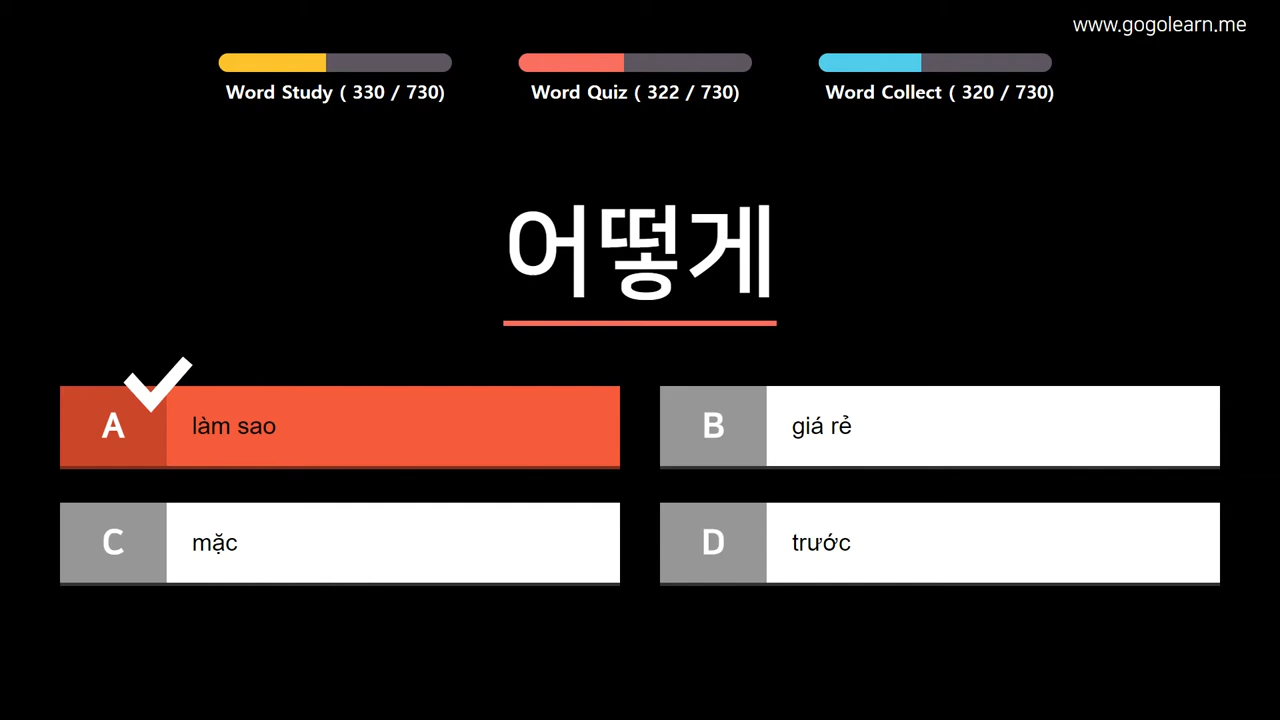 www.gogolearn.me
Word Study ( 330 / 730)
Word Quiz ( 322 / 730)
Word Collect ( 320 / 730)
어떻게
A
làm sao
B
giá rẻ
C
mặc
D
trước